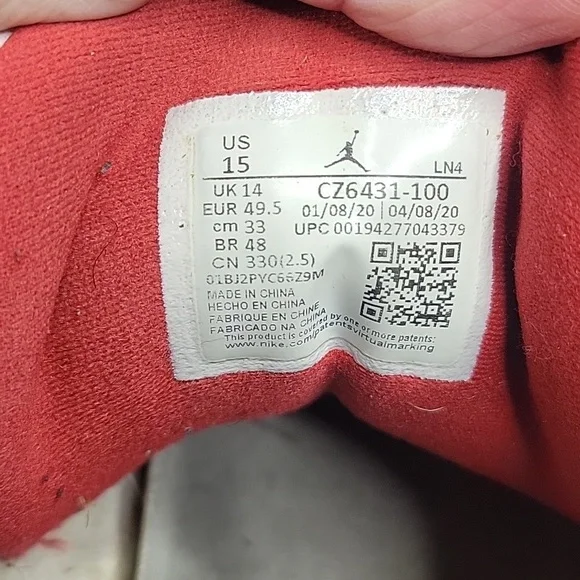 US
15
LN4
UK 14
CZ6431-100
EUR 49.5
01/08/20 | 04/08/20
cm 33
UPC 00194277043379
BR 48
CN 330(2.5)
01BJ2PYC66Z9M
MADE IN CHINA
HECHO EN CHINA
FABRIQUE EN CHINE
FABRICADO NA CHINA
This product is covered by one or more patents:
www.nike.com/patentsvirtualmarking